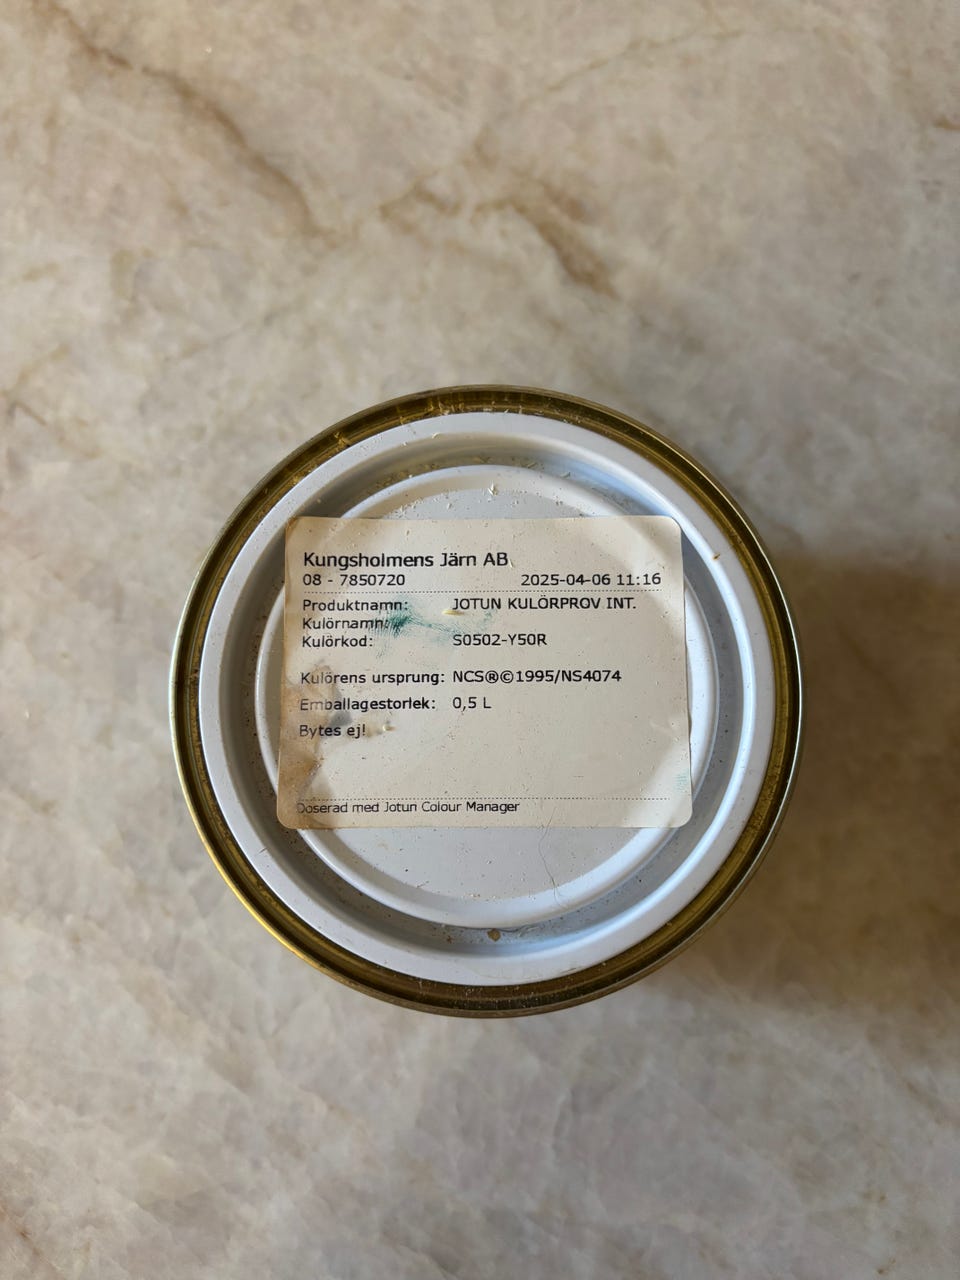 Kungsholmens Järn AB
08 - 7850720 2025-04-06 11:16
Produktnamn: JOTUN KULÖRPROV INT.
Kulörnamn:
Kulörkod: S0502-Y50R
Kulörens ursprung: NCS®©1995/NS4074
Emballagestorlek: 0,5 L
Bytes ej!
Doserad med Jotun Colour Manager